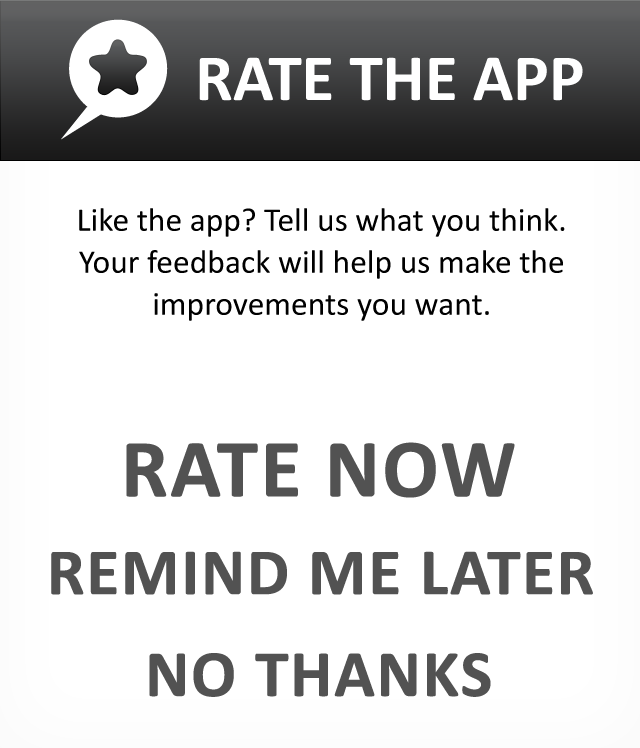 RATE THE APP
Like the app? Tell us what you think.
Your feedback will help us make the
improvements you want.
RATE NOW
REMIND ME LATER
NO THANKS